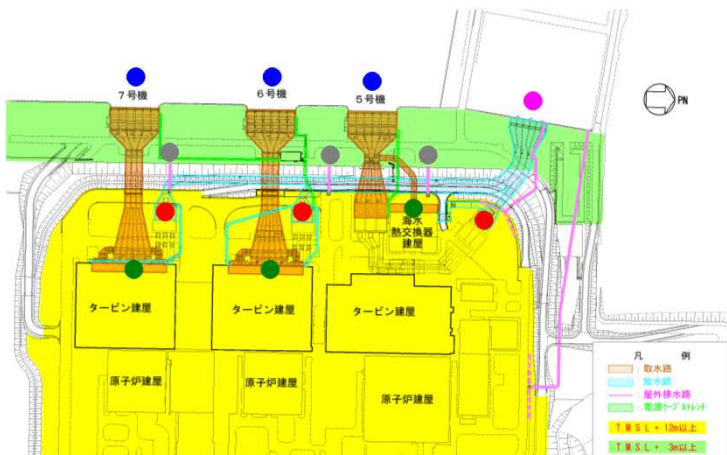 7号機
6号機
5号機
PN
海水
熱交換器
建屋
タービン建屋
タービン建屋
タービン建屋
原子炉建屋
原子炉建屋
原子炉建屋
凡 例
：取水路
：放水路
：屋外排水路
：電源ケーブルトレンチ
T.M.S.L + 12m以上
T.M.S.L + 3m以上